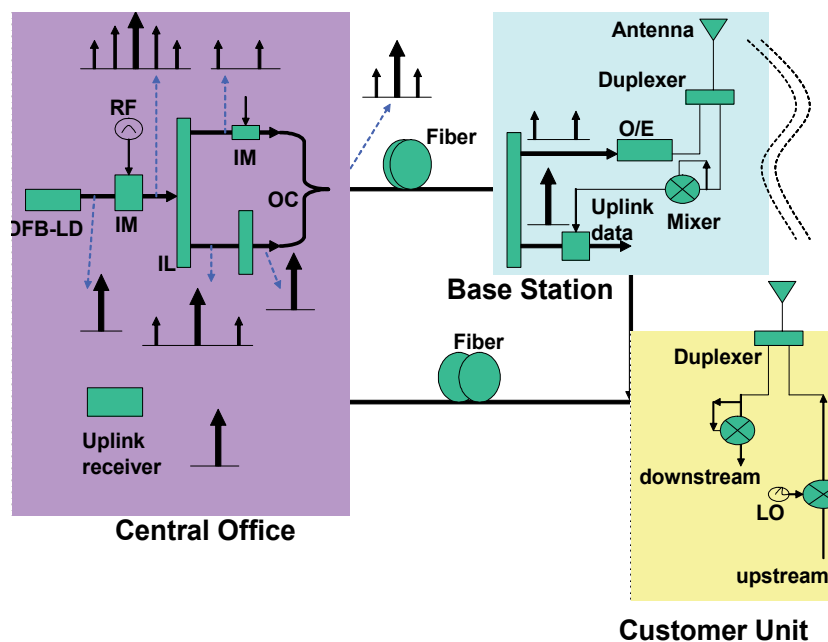 RF
IM
DFB-LD
IM
OC
IL
Uplink
receiver
Central Office
Fiber
Fiber
Antenna
Duplexer
O/E
Uplink
data
Mixer
Base Station
Duplexer
downstream
LO
upstream
Customer Unit